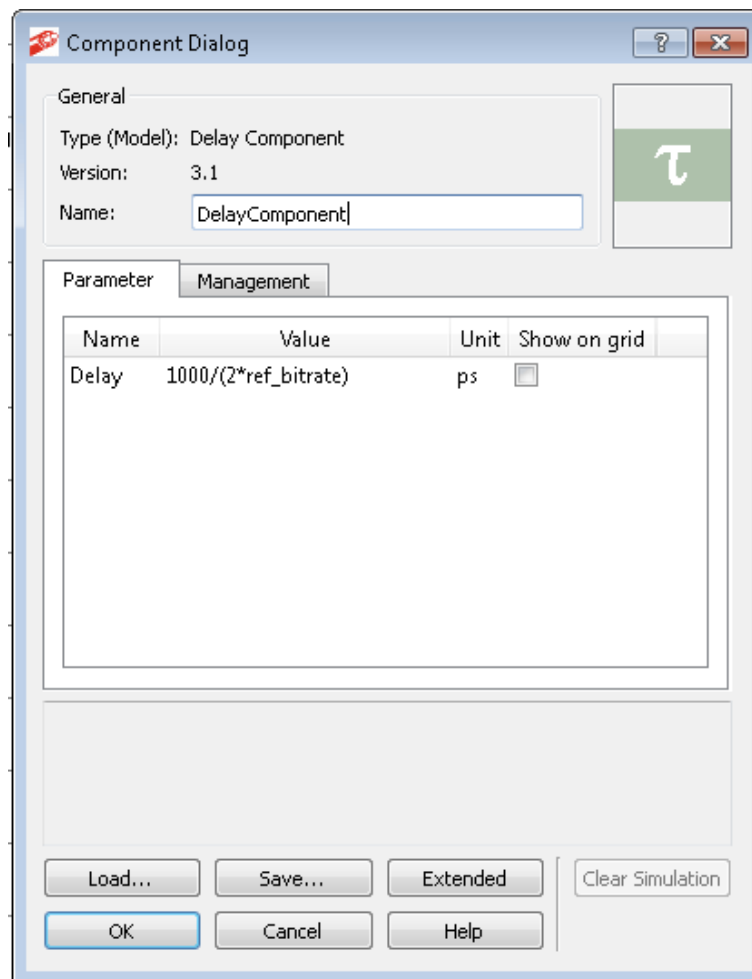 Component Dialog
?
General
Type (Model): Delay Component
Version: 3.1
Name: DelayComponent
τ
Parameter Management
Name Value Unit Show on grid
Delay 1000/(2*ref_bitrate) ps
Load... Save... Extended Clear Simulation
OK Cancel Help